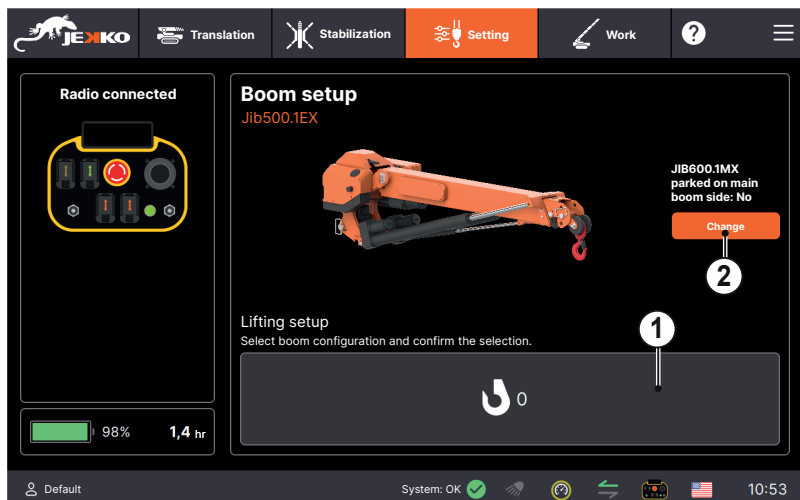 JEKKO
Translation
Stabilization
Setting
Work
?
Radio connected
Boom setup
Jib500.1EX
JIB600.1MX
parked on main
boom side: No
Change
2
Lifting setup
1
Select boom configuration and confirm the selection.
0
98%
1,4 hr
Default
System: OK
10:53